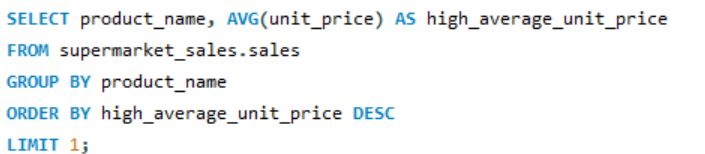 SELECT product_name, AVG(unit_price) AS high_average_unit_price
FROM supermarket_sales.sales
GROUP BY product_name
ORDER BY high_average_unit_price DESC
LIMIT 1;